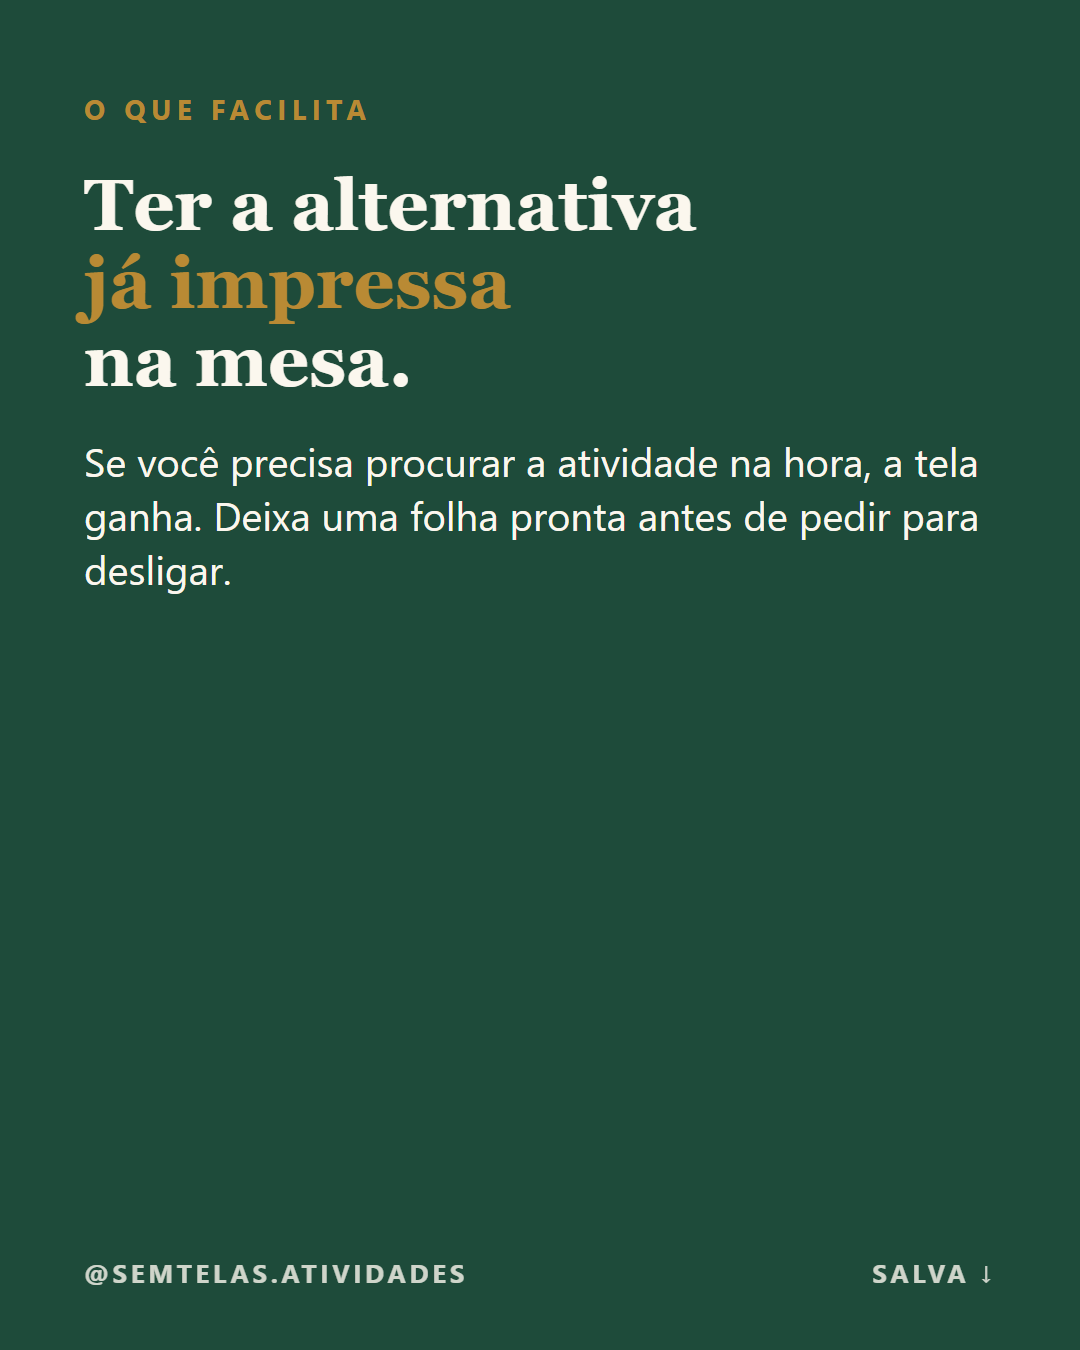 O QUE FACILITA
Ter a alternativa
já impressa
na mesa.
Se você precisa procurar a atividade na hora, a tela
ganha. Deixa uma folha pronta antes de pedir para
desligar.
@SEMTELAS.ATIVIDADES
SALVA ↓